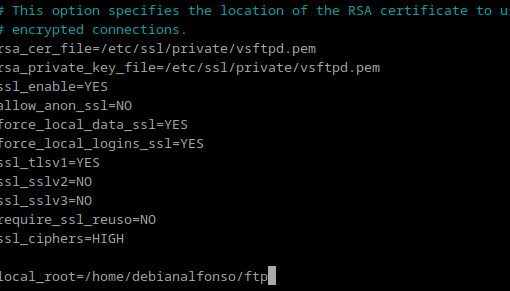 # This option specifies the location of the RSA certificate to us
# encrypted connections.
rsa_cer_file=/etc/ssl/private/vsftpd.pem
rsa_private_key_file=/etc/ssl/private/vsftpd.pem
ssl_enable=YES
allow_anon_ssl=NO
force_local_data_ssl=YES
force_local_logins_ssl=YES
ssl_tlsv1=YES
ssl_sslv2=NO
ssl_sslv3=NO
require_ssl_reuso=NO
ssl_ciphers=HIGH
local_root=/home/debianalfonso/ftp